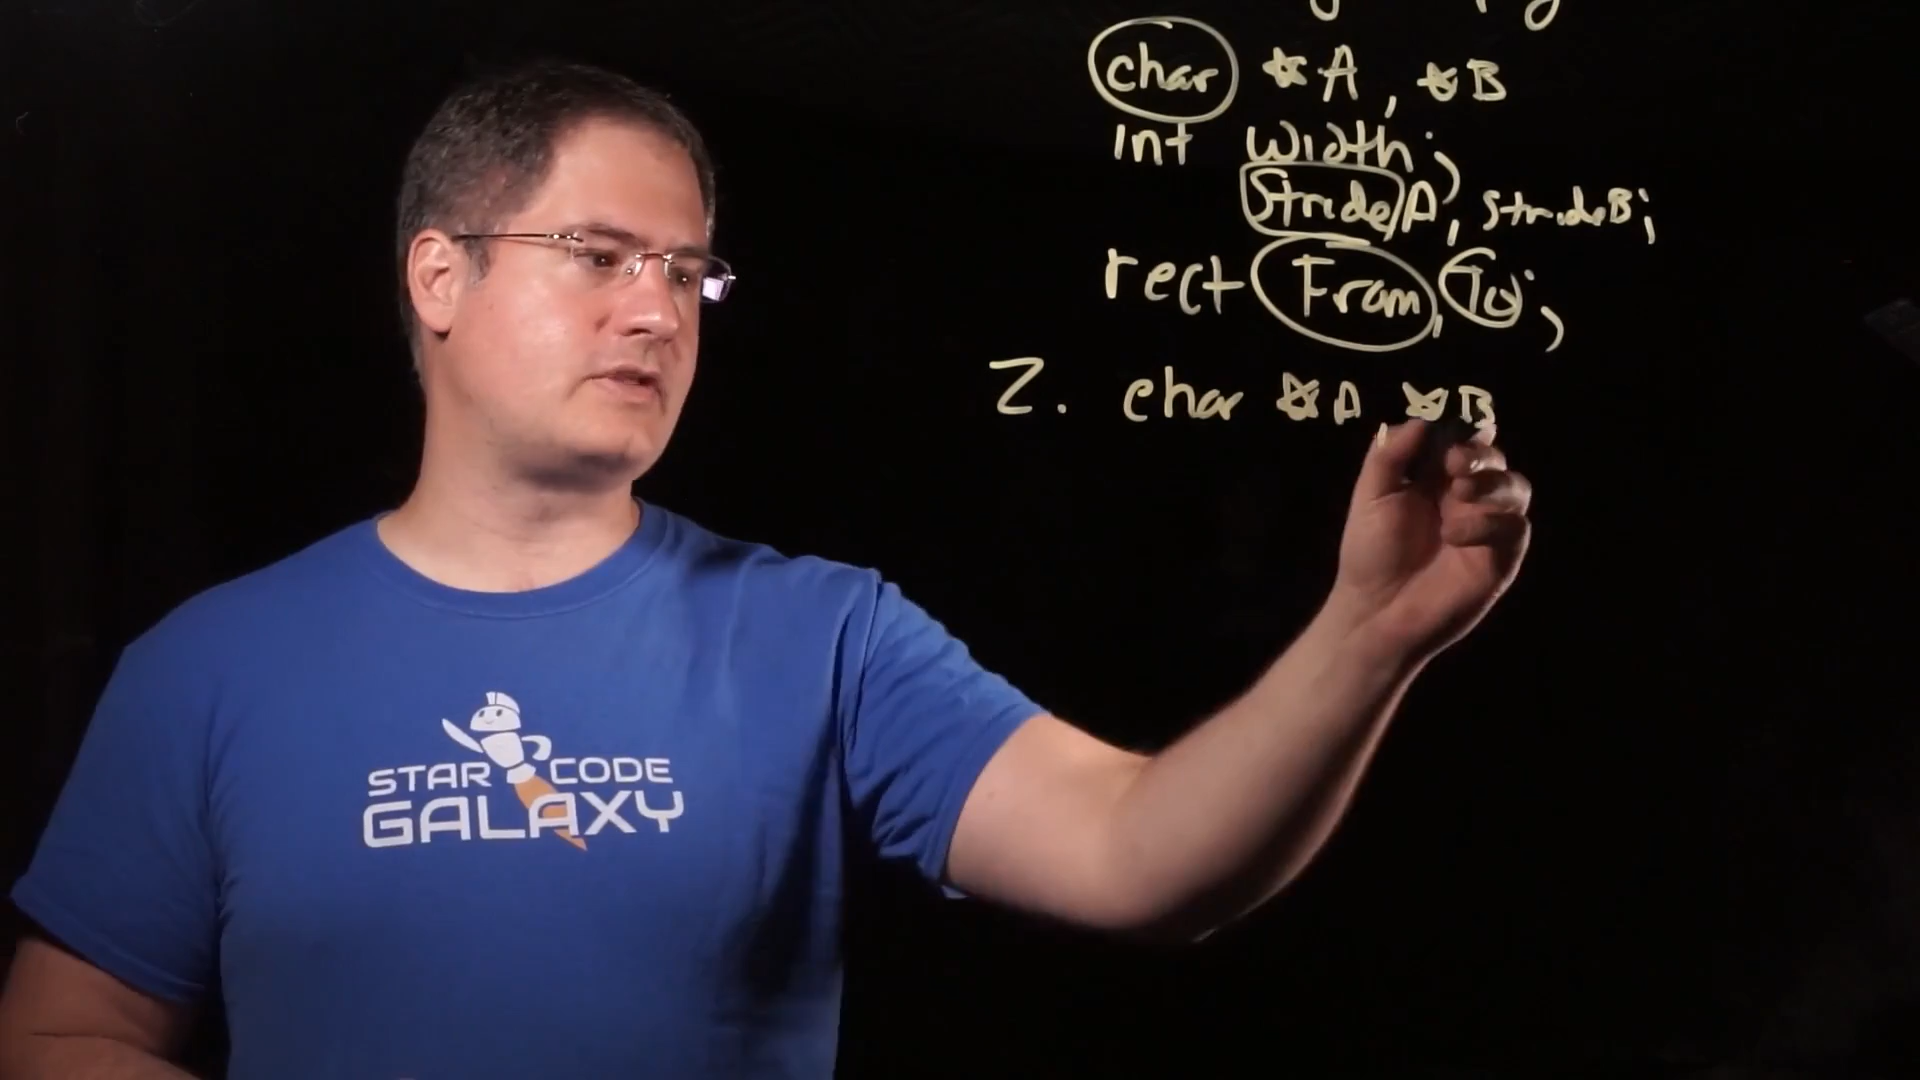 char *A, *B
int width;
StrideA, strideB;
rect From, To;
2. char *A, *B
STAR CODE
GALAXY